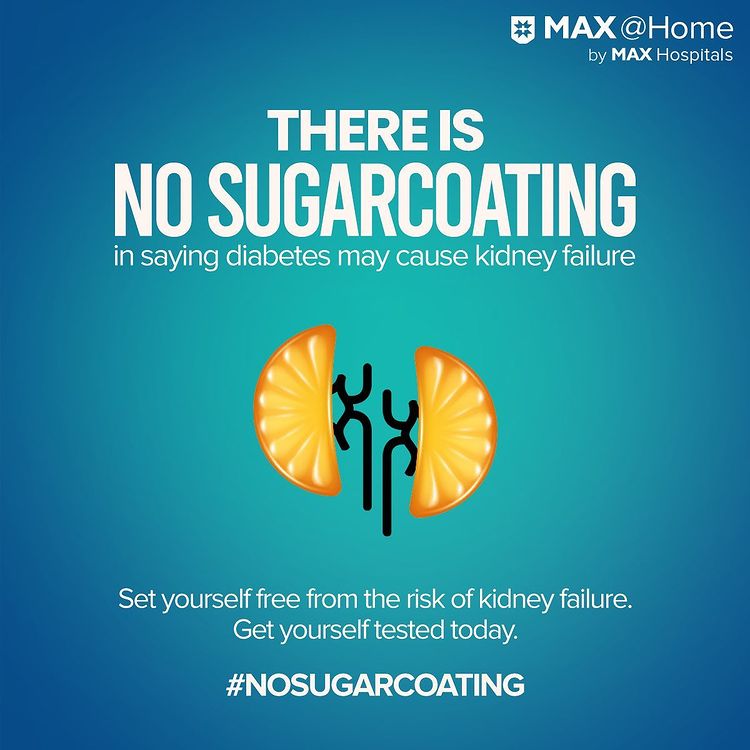 MAX @Home
by MAX Hospitals
THERE IS
NO SUGARCOATING
in saying diabetes may cause kidney failure
Set yourself free from the risk of kidney failure.
Get yourself tested today.
#NOSUGARCOATING